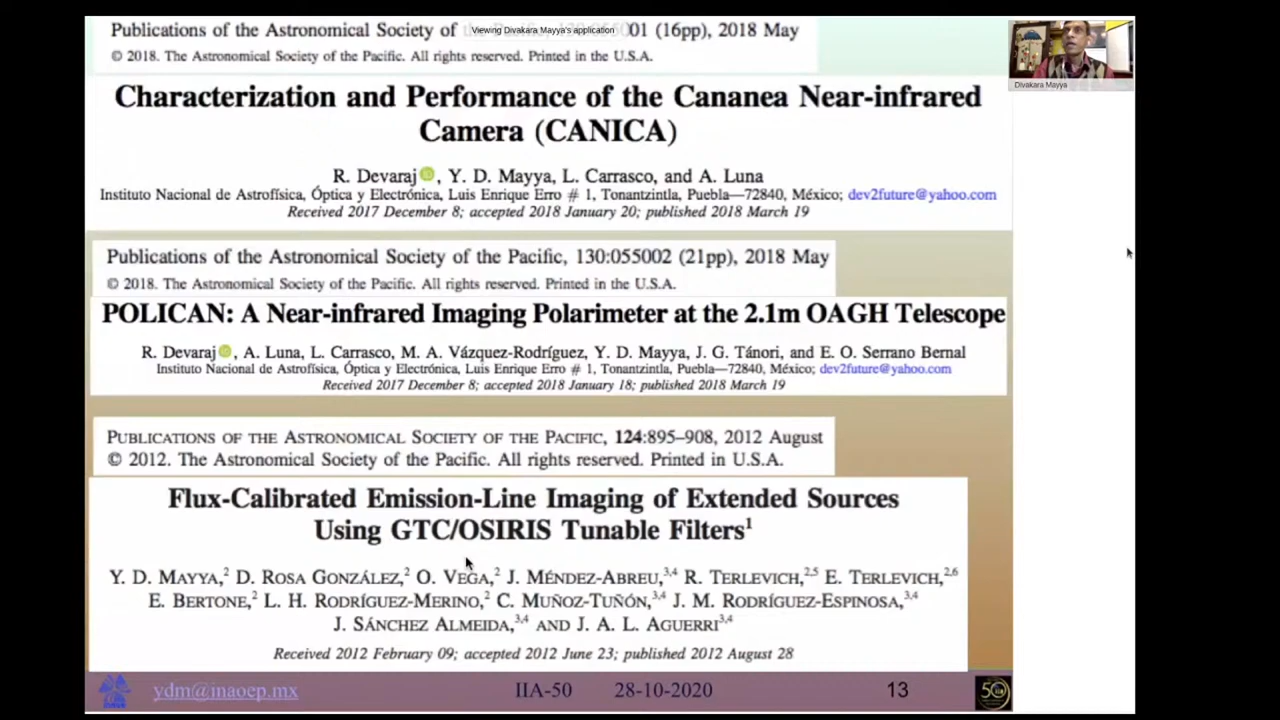 Publications of the Astronomical Society of
Viewing Divakara Mayya's application
01 (16pp), 2018 May
© 2018. The Astronomical Society of the Pacific. All rights reserved. Printed in the U.S.A.
Divakara Mayya
Characterization and Performance of the Cananea Near-infrared
Camera (CANICA)
R. Devaraj, Y. D. Mayya, L. Carrasco, and A. Luna
Instituto Nacional de Astrofísica, Óptica y Electrónica, Luis Enrique Erro # 1, Tonantzintla, Puebla—72840, México; dev2future@yahoo.com
Received 2017 December 8; accepted 2018 January 20; published 2018 March 19
Publications of the Astronomical Society of the Pacific, 130:055002 (21pp), 2018 May
© 2018. The Astronomical Society of the Pacific. All rights reserved. Printed in the U.S.A.
POLICAN: A Near-infrared Imaging Polarimeter at the 2.1m OAGH Telescope
R. Devaraj, A. Luna, L. Carrasco, M. A. Vázquez-Rodríguez, Y. D. Mayya, J. G. Tánori, and E. O. Serrano Bernal
Instituto Nacional de Astrofísica, Óptica y Electrónica, Luis Enrique Erro # 1, Tonantzintla, Puebla—72840, México; dev2future@yahoo.com
Received 2017 December 8; accepted 2018 January 18; published 2018 March 19
PUBLICATIONS OF THE ASTRONOMICAL SOCIETY OF THE PACIFIC, 124:895–908, 2012 August
© 2012. The Astronomical Society of the Pacific. All rights reserved. Printed in U.S.A.
Flux-Calibrated Emission-Line Imaging of Extended Sources
Using GTC/OSIRIS Tunable Filters¹
Y. D. MAYYA,² D. ROSA GONZÁLEZ,² O. VEGA,² J. MÉNDEZ-ABREU,³,⁴ R. TERLEVICH,²,⁵ E. TERLEVICH,²,⁶
E. BERTONE,² L. H. RODRÍGUEZ-MERINO,² C. MUÑOZ-TUÑÓN,³,⁴ J. M. RODRÍGUEZ-ESPINOSA,³,⁴
J. SÁNCHEZ ALMEIDA,³,⁴ AND J. A. L. AGUERRI³,⁴
Received 2012 February 09; accepted 2012 June 23; published 2012 August 28
ydm@inaoep.mx IIA-50 28-10-2020 13
50